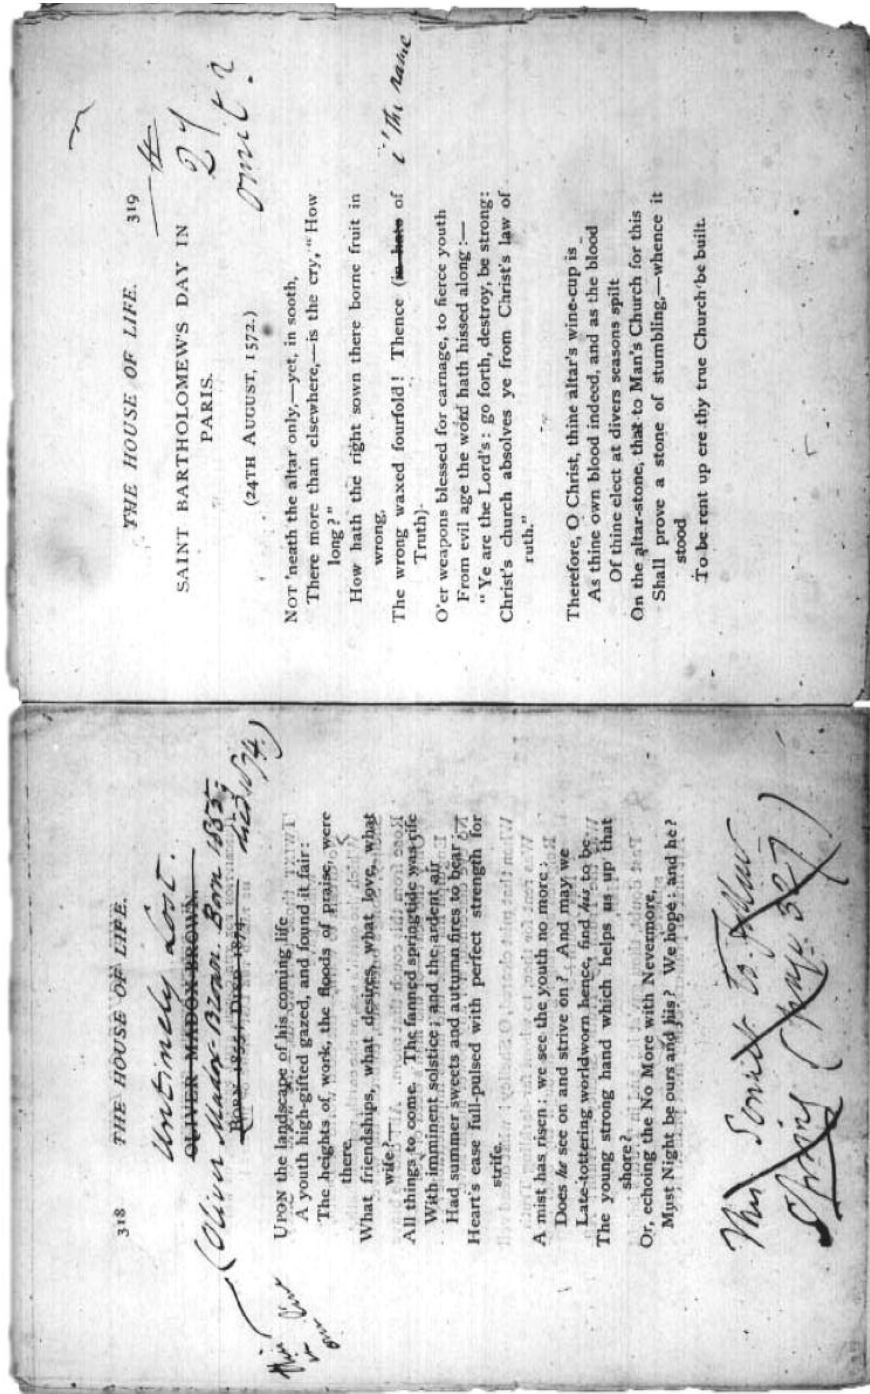 318 THE HOUSE OF LIFE.
Untimely Lost.
OLIVER MADOX BROWN.
(Oliver Madox Brown. Born 1855;
BORN 1855: DIED 1874.
died 1874.)
This
one
UPON the landscape of his coming life
A youth high-gifted gazed, and found it fair:
The heights of work, the floods of praise, were
there.
What friendships, what desires, what love, what
wife?—
All things to come. The fanned springtide was rife
With imminent solstice; and the ardent air
Had summer sweets and autumn fires to bear;—
Heart's ease full-pulsed with perfect strength for
strife.
A mist has risen: we see the youth no more:
Does he see on and strive on? And may we
Late-tottering worldworn hence, find his to be
The young strong hand which helps us up that
shore?
Or, echoing the No More with Nevermore,
Must Night be ours and his? We hope: and he?
This Sonnet to follow
Spring (page 327)
THE HOUSE OF LIFE. 319
SAINT BARTHOLOMEW'S DAY IN
PARIS.
omit?
(24TH AUGUST, 1572.)
NOT 'neath the altar only,—yet, in sooth,
There more than elsewhere,—is the cry, "How
long?"
How hath the right sown there borne fruit in
wrong,
The wrong waxed fourfold! Thence (in hate of
i' the name
Truth)
O'er weapons blessed for carnage, to fierce youth
From evil age the word hath hissed along:—
"Ye are the Lord's: go forth, destroy, be strong:
Christ's church absolves ye from Christ's law of
ruth."
Therefore, O Christ, thine altar's wine-cup is
As thine own blood indeed, and as the blood
Of thine elect at divers seasons spilt
On the altar-stone, that to Man's Church for this
Shall prove a stone of stumbling,—whence it
stood
To be rent up ere thy true Church be built.